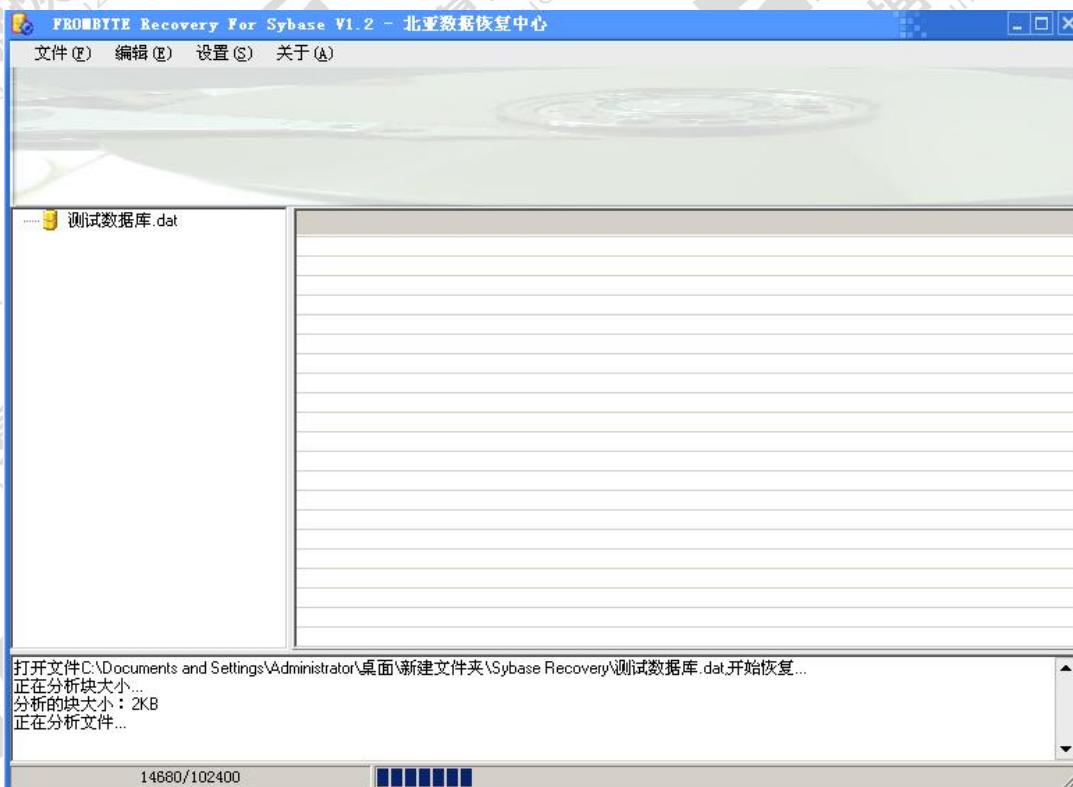 FROMBYTE Recovery For Sybase V1.2 - 北亚数据恢复中心
文件(F) 编辑(E) 设置(S) 关于(A)
测试数据库.dat
打开文件C:\Documents and Settings\Administrator\桌面\新建文件夹\Sybase Recovery\测试数据库.dat,开始恢复...
正在分析块大小...
分析的块大小：2KB
正在分析文件...
14680/102400